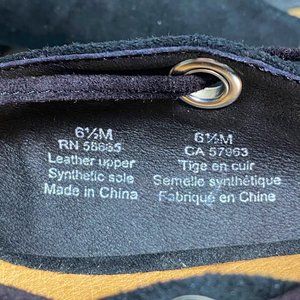 6½M
RN 58665
Leather upper
Synthetic sole
Made in China
6½M
CA 57963
Tige en cuir
Semelle synthétique
Fabriqué en Chine